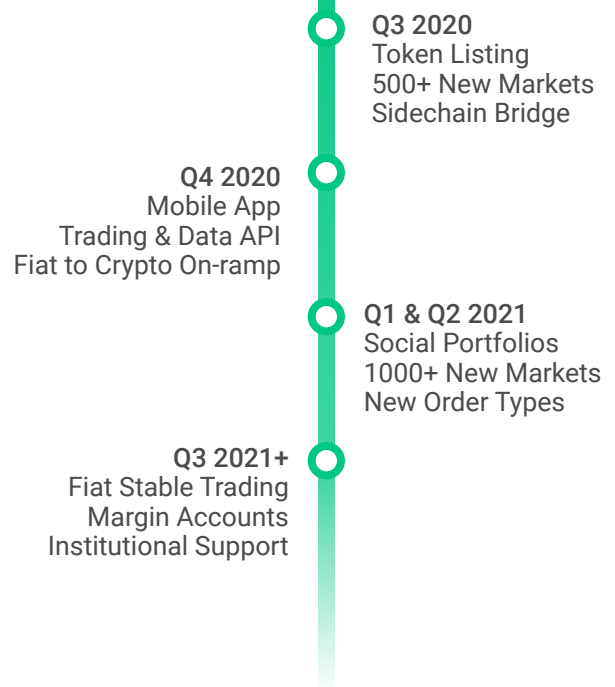 Q3 2020
Token Listing
500+ New Markets
Sidechain Bridge
Q4 2020
Mobile App
Trading & Data API
Fiat to Crypto On-ramp
Q1 & Q2 2021
Social Portfolios
1000+ New Markets
New Order Types
Q3 2021+
Fiat Stable Trading
Margin Accounts
Institutional Support